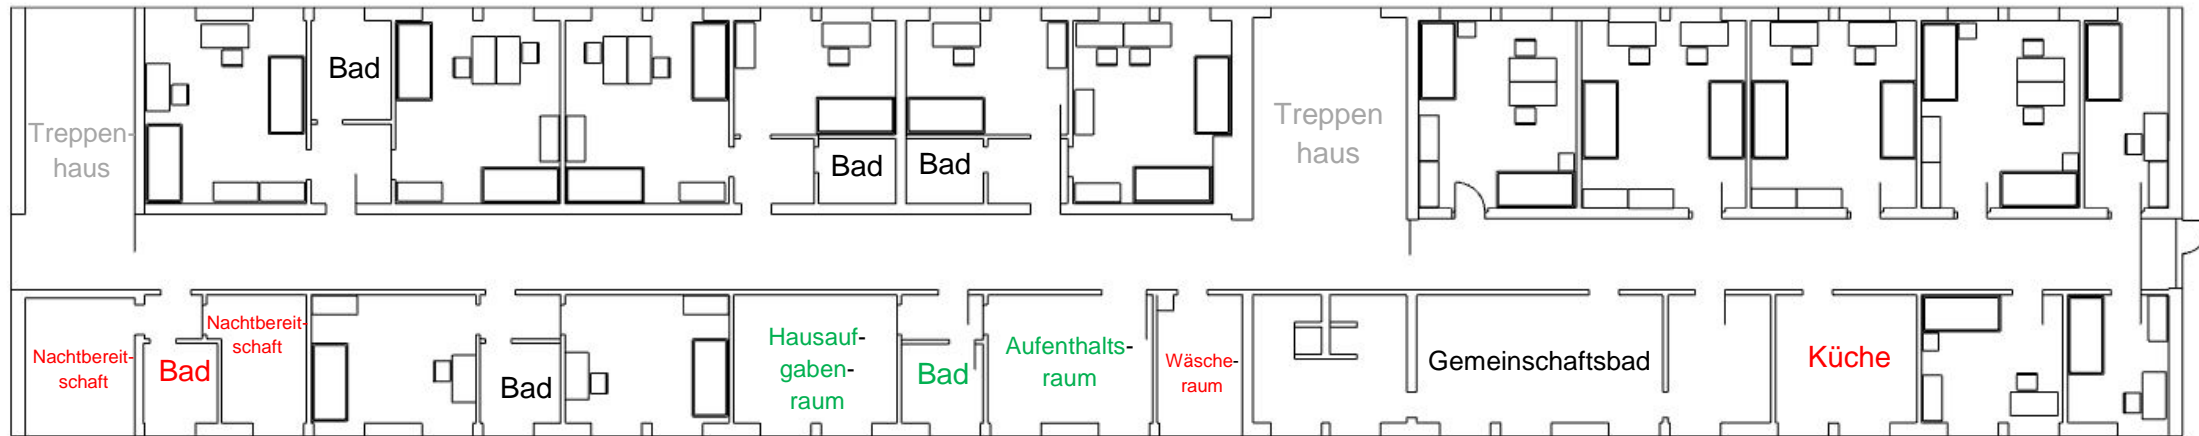 Bad
Treppen-
haus
Bad
Bad
Treppen
haus
Nachtbereit-
schaft
Bad
Nachtbereit-
schaft
Bad
Hausauf-
gaben-
raum
Bad
Aufenthalts-
raum
Wäsche-
raum
Gemeinschaftsbad
Küche